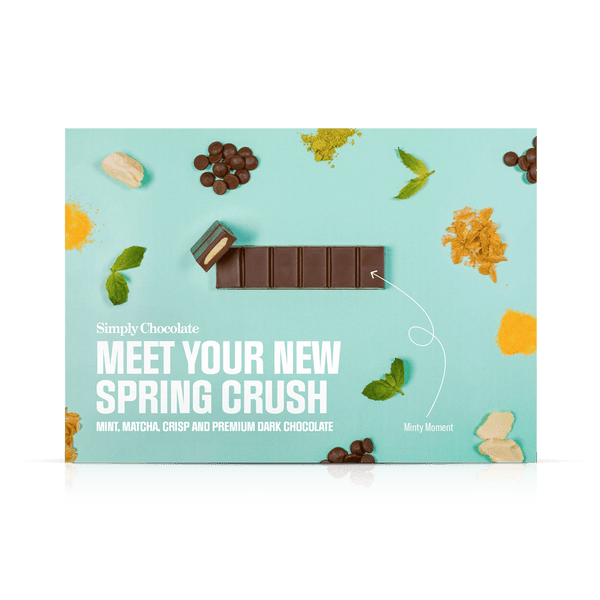 Simply Chocolate
MEET YOUR NEW
SPRING CRUSH
MINT, MATCHA, CRISP AND PREMIUM DARK CHOCOLATE
Minty Moment